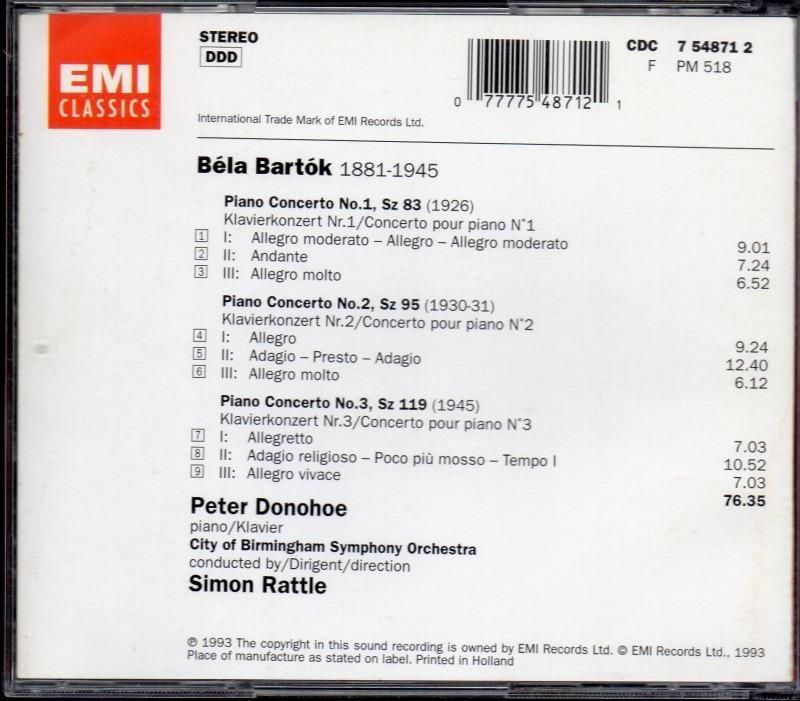 EMI
CLASSICS
STEREO
DDD
0 77775 48712 1
CDC 7 54871 2
F PM 518
International Trade Mark of EMI Records Ltd.
Béla Bartók 1881-1945
Piano Concerto No.1, Sz 83 (1926)
Klavierkonzert Nr.1/Concerto pour piano N°1
1 I: Allegro moderato – Allegro – Allegro moderato 9.01
2 II: Andante 7.24
3 III: Allegro molto 6.52
Piano Concerto No.2, Sz 95 (1930-31)
Klavierkonzert Nr.2/Concerto pour piano N°2
4 I: Allegro 9.24
5 II: Adagio – Presto – Adagio 12.40
6 III: Allegro molto 6.12
Piano Concerto No.3, Sz 119 (1945)
Klavierkonzert Nr.3/Concerto pour piano N°3
7 I: Allegretto 7.03
8 II: Adagio religioso – Poco più mosso – Tempo I 10.52
9 III: Allegro vivace 7.03
76.35
Peter Donohoe
piano/Klavier
City of Birmingham Symphony Orchestra
conducted by/Dirigent/direction
Simon Rattle
℗ 1993 The copyright in this sound recording is owned by EMI Records Ltd. © EMI Records Ltd., 1993
Place of manufacture as stated on label. Printed in Holland